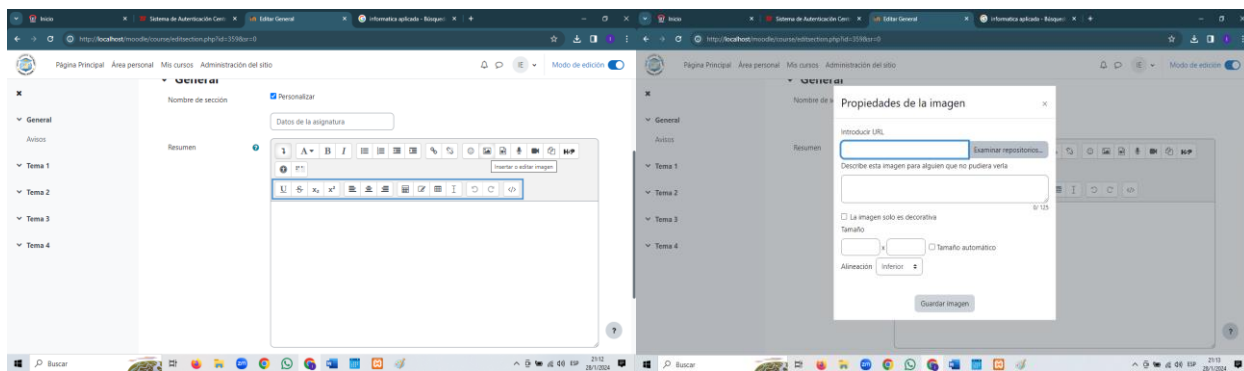 Inicio
Sistema de Autenticación Centr
Editar General
informatica aplicada - Búsqued
http://localhost/moodle/course/editsection.php?id=359&sr=0
Página Principal Área personal Mis cursos Administración del sitio
Modo de edición
General
Nombre de sección
Personalizar
General
Datos de la asignatura
Avisos
Resumen
Insertar o editar imagen
Tema 1
Tema 2
Tema 3
Tema 4
Buscar
ESP
21:12
28/1/2024
Inicio
Sistema de Autenticación Centr
Editar General
informatica aplicada - Búsqued
http://localhost/moodle/course/editsection.php?id=359&sr=0
Página Principal Área personal Mis cursos Administración del sitio
Modo de edición
General
Nombre de s
Propiedades de la imagen
General
Introducir URL
Examinar repositorios...
Avisos
Resumen
Describe esta imagen para alguien que no pudiera verla
Tema 1
Tema 2
0/ 125
Tema 3
La imagen solo es decorativa
Tamaño
x
Tamaño automático
Tema 4
Alineación
Inferior
Guardar imagen
Buscar
ESP
21:13
28/1/2024